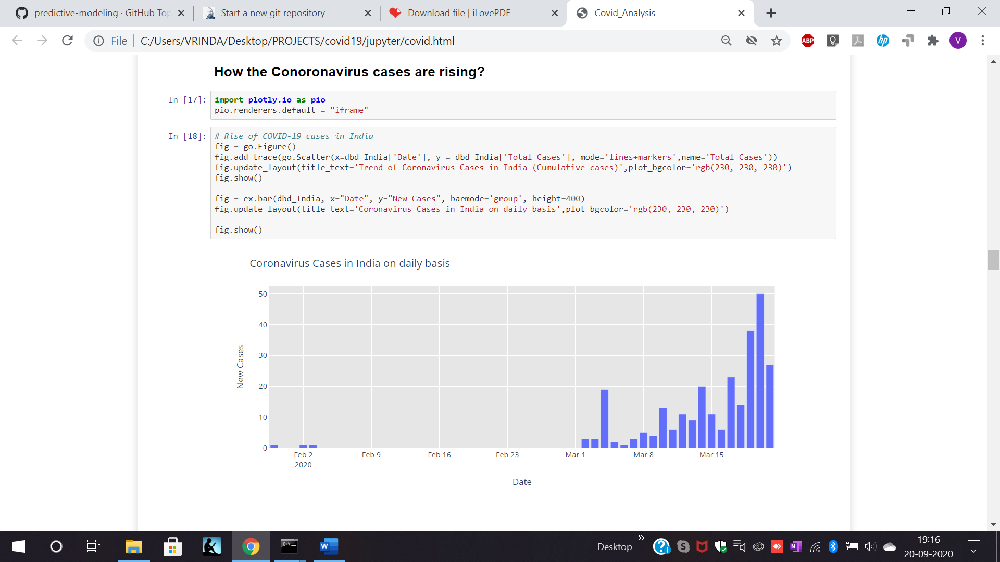 predictive-modeling · GitHub Top
Start a new git repository
Download file | iLovePDF
Covid_Analysis
File
C:/Users/VRINDA/Desktop/PROJECTS/covid19/jupyter/covid.html
ABP
hp
V
How the Conoronavirus cases are rising?
In [17]:
import plotly.io as pio
pio.renderers.default = "iframe"
In [18]:
# Rise of COVID-19 cases in India
fig = go.Figure()
fig.add_trace(go.Scatter(x=dbd_India['Date'], y = dbd_India['Total Cases'], mode='lines+markers',name='Total Cases'))
fig.update_layout(title_text='Trend of Coronavirus Cases in India (Cumulative cases)',plot_bgcolor='rgb(230, 230, 230)')
fig.show()
fig = ex.bar(dbd_India, x="Date", y="New Cases", barmode='group', height=400)
fig.update_layout(title_text='Coronavirus Cases in India on daily basis',plot_bgcolor='rgb(230, 230, 230)')
fig.show()
Coronavirus Cases in India on daily basis
50
40
30
20
10
0
New Cases
Feb 2
2020
Feb 9
Feb 16
Feb 23
Mar 1
Mar 8
Mar 15
Date
Desktop
19:16
20-09-2020